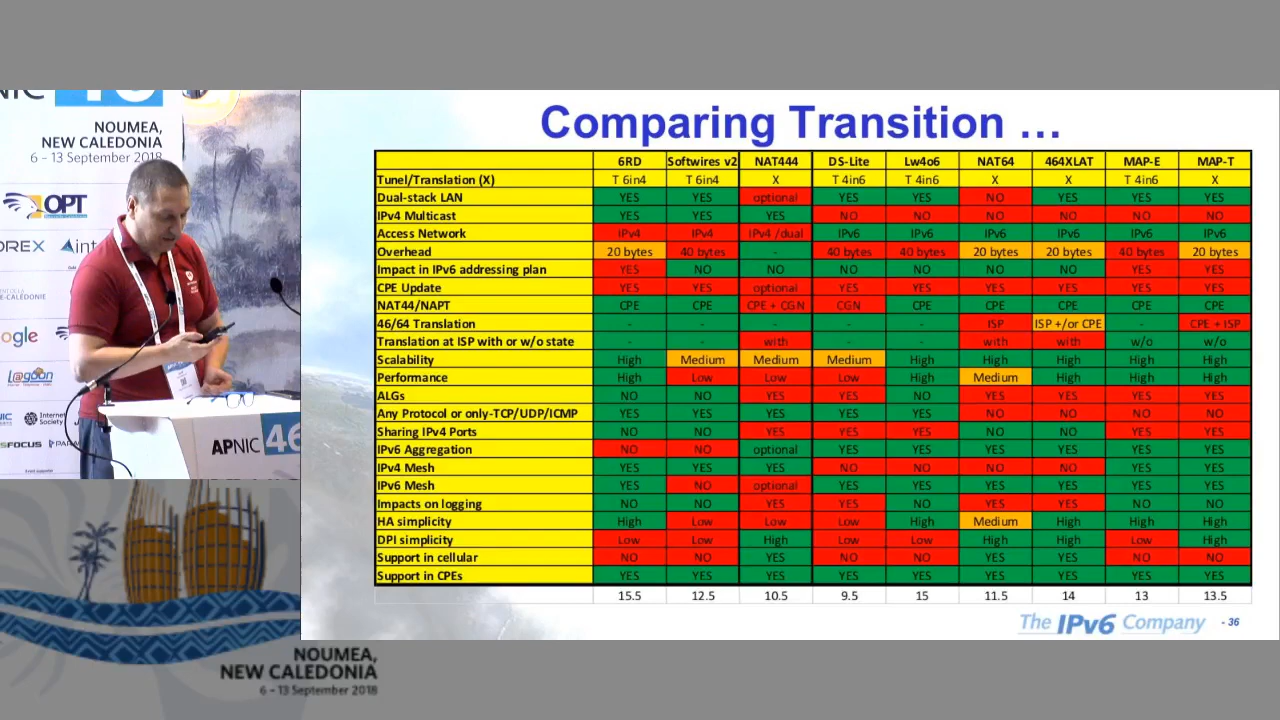 NOUMEA,
NEW CALEDONIA
6 – 13 September 2018
OPT
Lagoon
Internet
Society
APNIC 46
Comparing Transition …
6RD Softwires v2 NAT444 DS-Lite Lw4o6 NAT64 464XLAT MAP-E MAP-T
Tunel/Translation (X) T 6in4 T 6in4 X T 4in6 T 4in6 X X T 4in6 X
Dual-stack LAN YES YES optional YES YES NO YES YES YES
IPv4 Multicast YES YES YES NO NO NO NO NO NO
Access Network IPv4 IPv4 IPv4 /dual IPv6 IPv6 IPv6 IPv6 IPv6 IPv6
Overhead 20 bytes 40 bytes - 40 bytes 40 bytes 20 bytes 20 bytes 40 bytes 20 bytes
Impact in IPv6 addressing plan YES NO NO NO NO NO NO YES YES
CPE Update YES YES optional YES YES YES YES YES YES
NAT44/NAPT CPE CPE CPE + CGN CGN CPE CPE CPE CPE CPE
46/64 Translation - - - - - ISP ISP +/or CPE - CPE + ISP
Translation at ISP with or w/o state - - with - - with with w/o w/o
Scalability High Medium Medium Medium High High High High High
Performance High Low Low Low High Medium High High High
ALGs NO NO YES YES NO YES YES YES YES
Any Protocol or only-TCP/UDP/ICMP YES YES YES YES YES NO NO NO NO
Sharing IPv4 Ports NO NO YES YES YES NO NO YES YES
IPv6 Aggregation NO NO optional YES YES YES YES YES YES
IPv4 Mesh YES YES YES NO NO NO NO YES YES
IPv6 Mesh YES NO optional YES YES YES YES YES YES
Impacts on logging NO NO YES YES NO YES YES NO NO
HA simplicity High Low Low Low High Medium High High High
DPI simplicity Low Low High Low Low High High Low High
Support in cellular NO NO YES NO NO YES YES NO NO
Support in CPEs YES YES YES YES YES YES YES YES YES
15.5 12.5 10.5 9.5 15 11.5 14 13 13.5
The IPv6 Company - 36
NOUMEA,
NEW CALEDONIA
6 – 13 September 2018